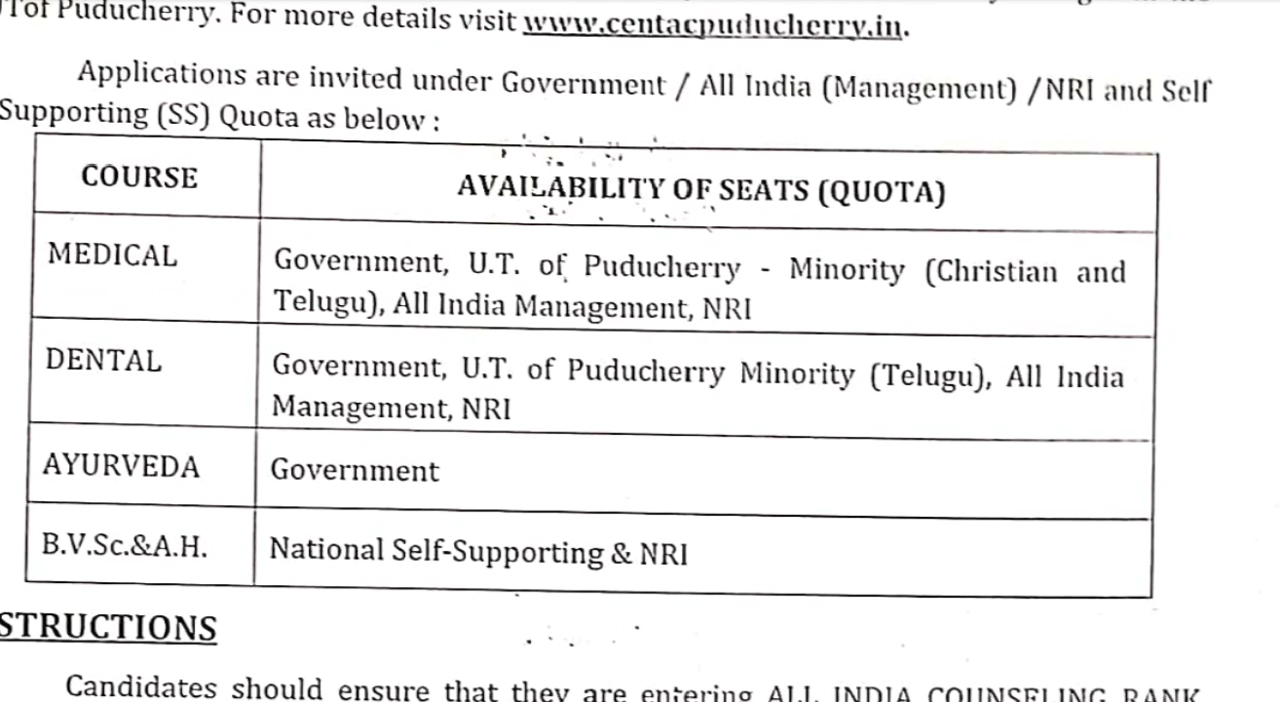 of Puducherry. For more details visit www.centacpuducherry.in.
Applications are invited under Government / All India (Management) /NRI and Self
Supporting (SS) Quota as below :
COURSE AVAILABILITY OF SEATS (QUOTA)
MEDICAL Government, U.T. of Puducherry - Minority (Christian and
Telugu), All India Management, NRI
DENTAL Government, U.T. of Puducherry Minority (Telugu), All India
Management, NRI
AYURVEDA Government
B.V.Sc.&A.H. National Self-Supporting & NRI
STRUCTIONS
Candidates should ensure that they are entering ALL INDIA COUNSELING RANK